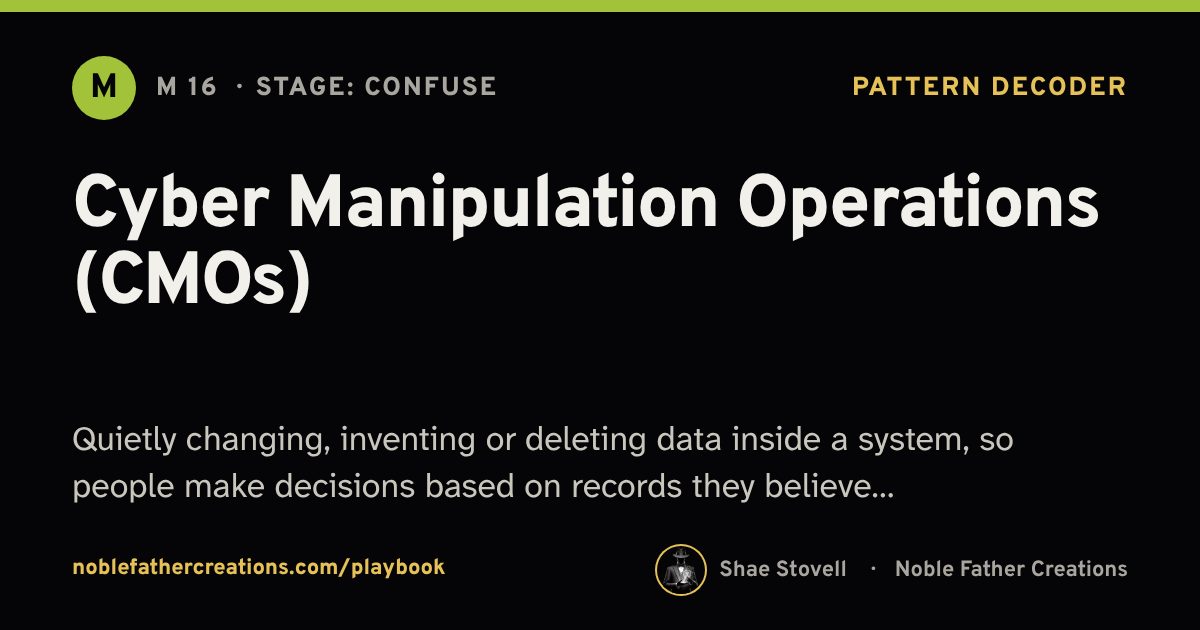 M
M 16 · STAGE: CONFUSE
PATTERN DECODER
Cyber Manipulation Operations
(CMOs)
Quietly changing, inventing or deleting data inside a system, so
people make decisions based on records they believe...
noblefathercreations.com/playbook
Shae Stovell · Noble Father Creations